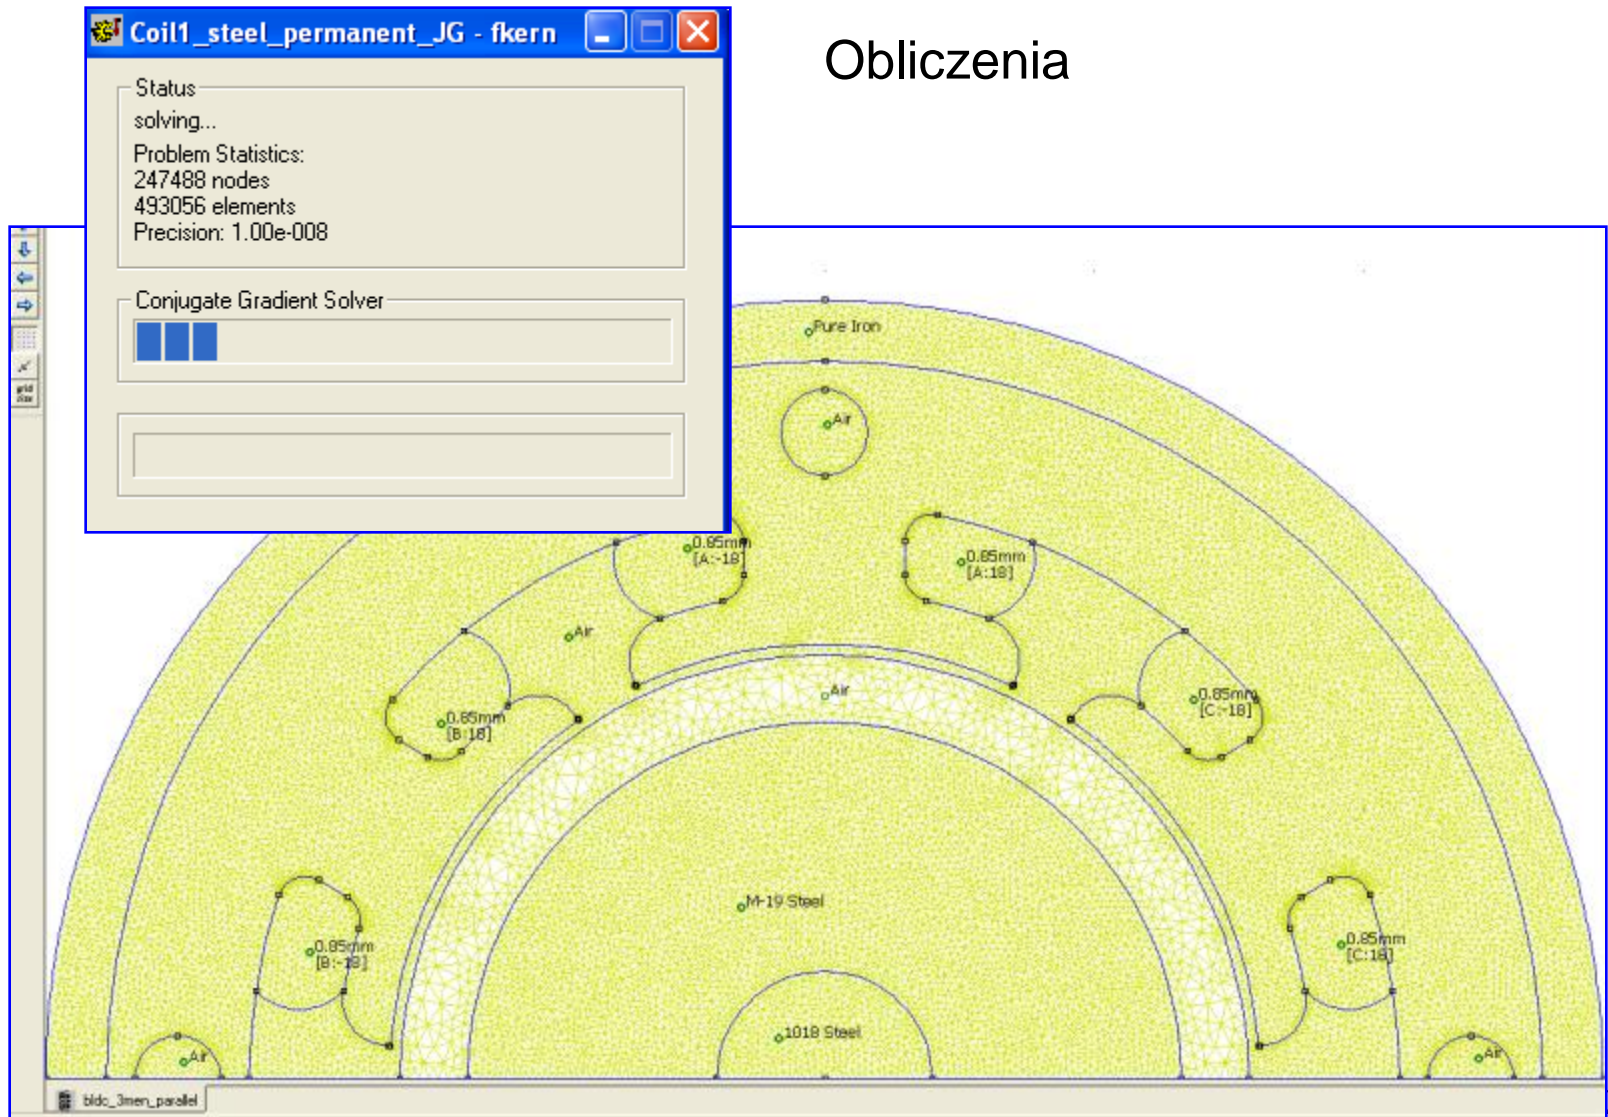 Coil1_steel_permanent_JG - fkern
Obliczenia
Status
solving...
Problem Statistics:
247488 nodes
493056 elements
Precision: 1.00e-008
Conjugate Gradient Solver
grid
size
Pure Iron
Air
0.85mm
[A:-18]
0.85mm
[A:18]
Air
Air
0.85mm
[B:18]
0.85mm
[C:-18]
M-19 Steel
0.85mm
[B:-18]
0.85mm
[C:18]
1018 Steel
Air
Air
bldc_3men_parallel